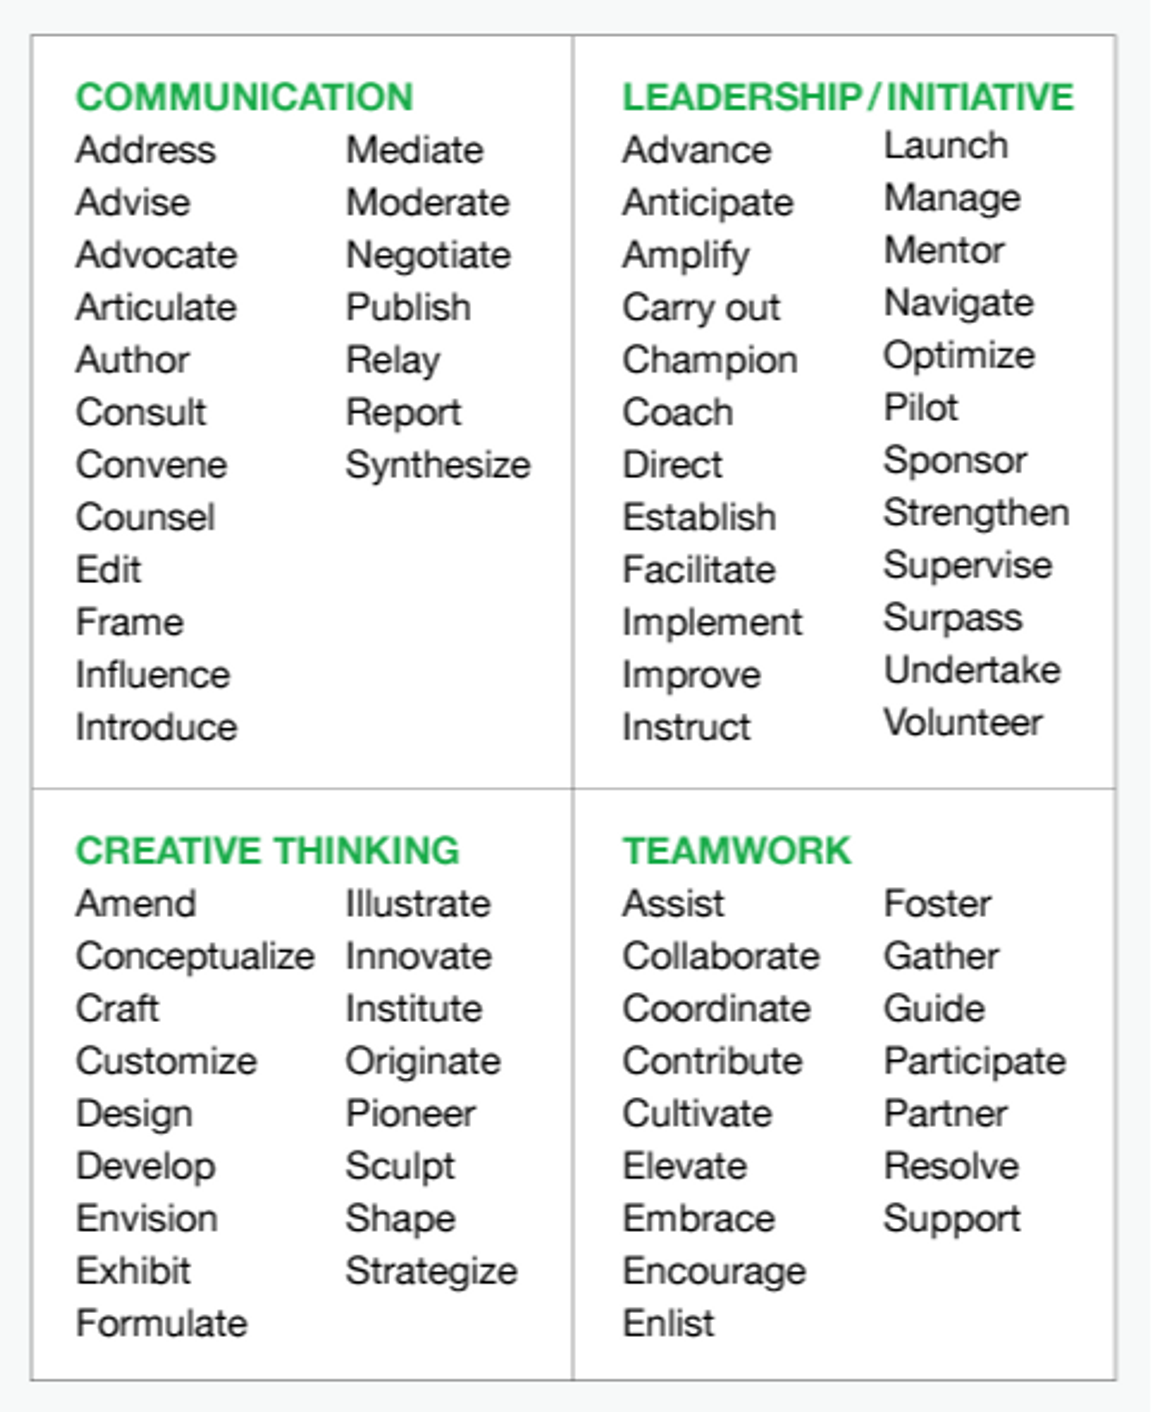 COMMUNICATION
Address
Advise
Advocate
Articulate
Author
Consult
Convene
Counsel
Edit
Frame
Influence
Introduce
Mediate
Moderate
Negotiate
Publish
Relay
Report
Synthesize
LEADERSHIP/INITIATIVE
Advance
Anticipate
Amplify
Carry out
Champion
Coach
Direct
Establish
Facilitate
Implement
Improve
Instruct
Launch
Manage
Mentor
Navigate
Optimize
Pilot
Sponsor
Strengthen
Supervise
Surpass
Undertake
Volunteer
CREATIVE THINKING
Amend
Conceptualize
Craft
Customize
Design
Develop
Envision
Exhibit
Formulate
Illustrate
Innovate
Institute
Originate
Pioneer
Sculpt
Shape
Strategize
TEAMWORK
Assist
Collaborate
Coordinate
Contribute
Cultivate
Elevate
Embrace
Encourage
Enlist
Foster
Gather
Guide
Participate
Partner
Resolve
Support